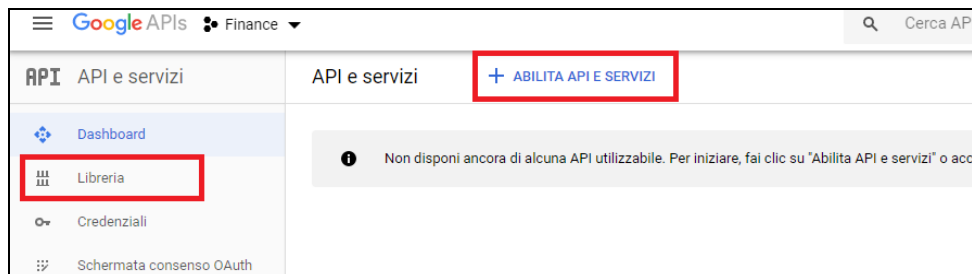 Google APIs Finance Cerca AP
API API e servizi API e servizi + ABILITA API E SERVIZI
Dashboard
Non disponi ancora di alcuna API utilizzabile. Per iniziare, fai clic su "Abilita API e servizi" o acc
Libreria
Credenziali
Schermata consenso OAuth